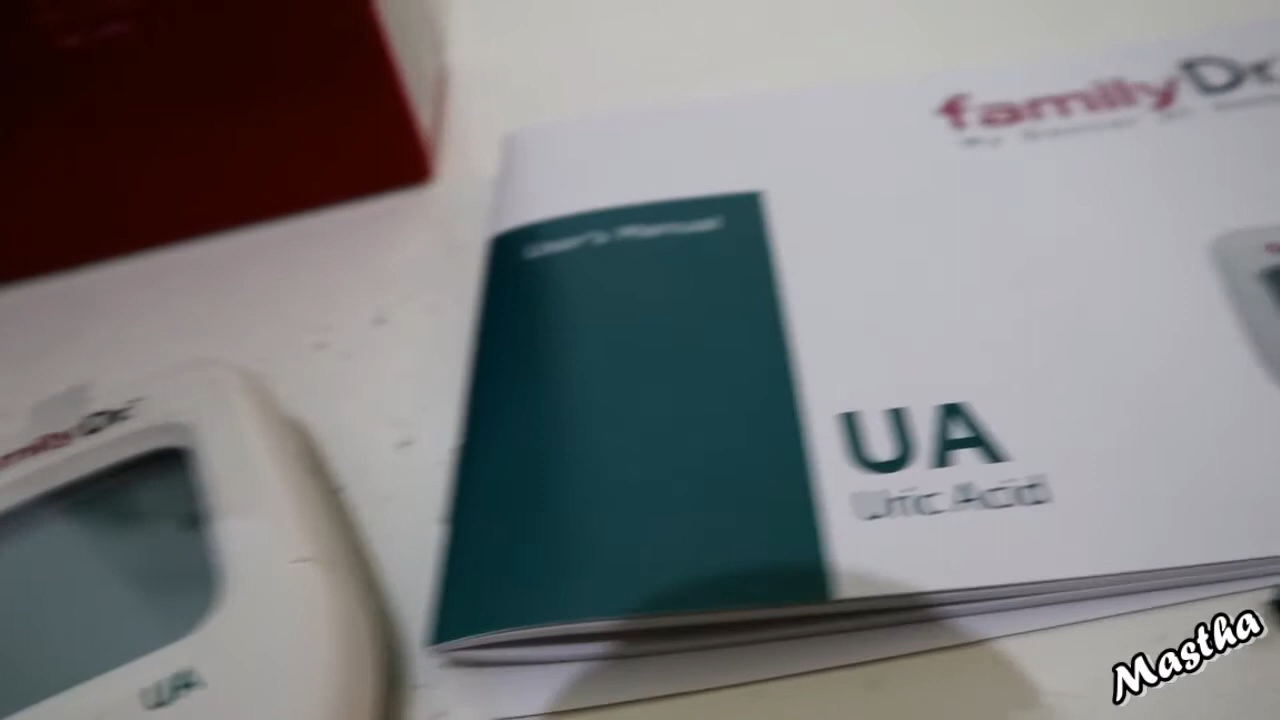 familyDr
User's Manual
UA
Uric Acid
familyDr
UA
Mastha